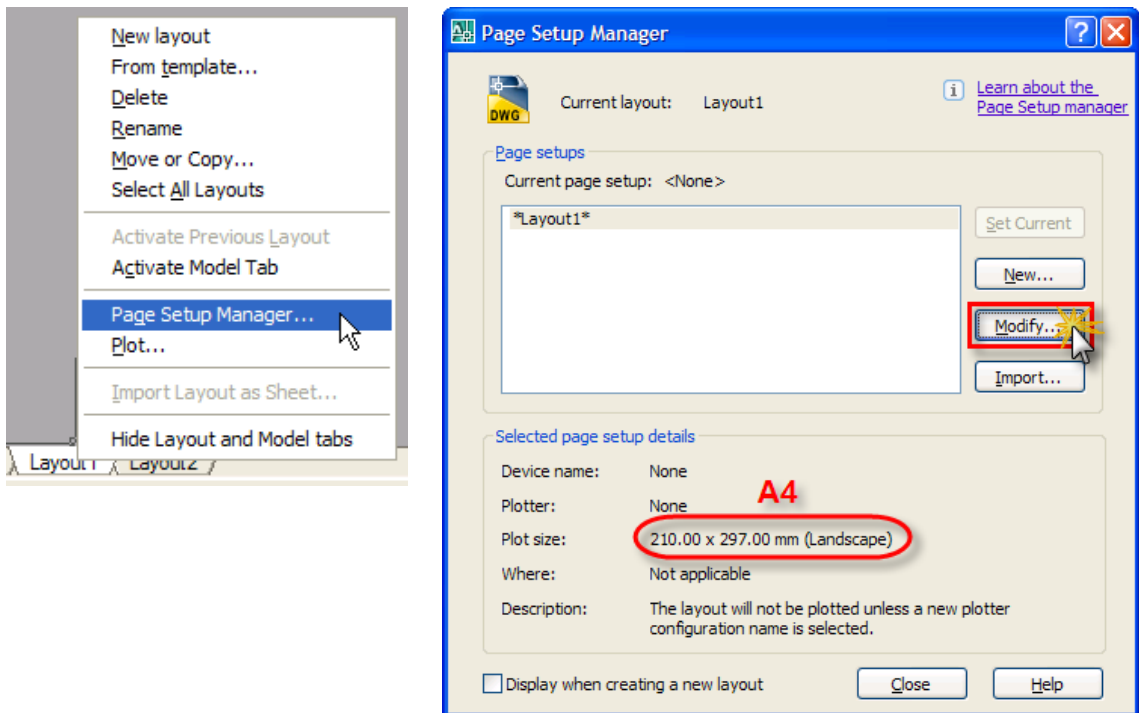 New layout
From template...
Delete
Rename
Move or Copy...
Select All Layouts
Activate Previous Layout
Activate Model Tab
Page Setup Manager...
Plot...
Import Layout as Sheet...
Hide Layout and Model tabs
Layout1 Layout2
Page Setup Manager
DWG
Current layout: Layout1
i Learn about the
Page Setup manager
Page setups
Current page setup: <None>
*Layout1*
Set Current
New...
Modify...
Import...
Selected page setup details
Device name: None
Plotter: None
A4
Plot size: 210.00 x 297.00 mm (Landscape)
Where: Not applicable
Description: The layout will not be plotted unless a new plotter
configuration name is selected.
Display when creating a new layout
Close
Help